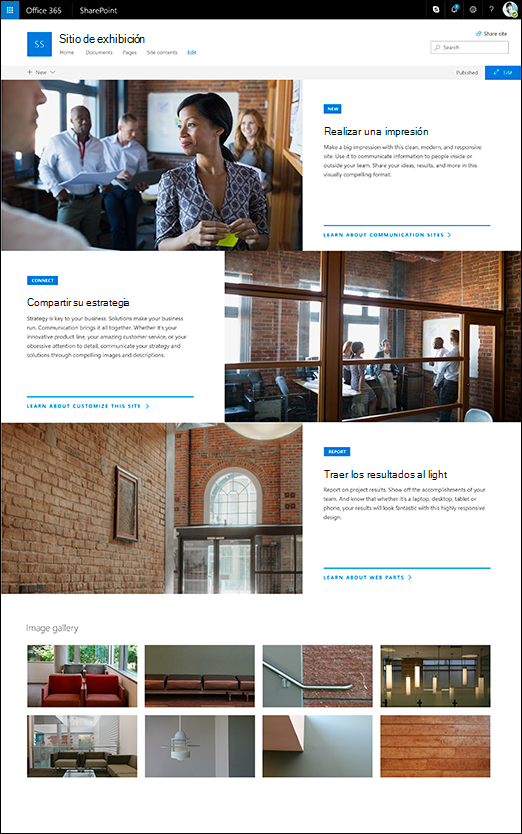 Office 365 SharePoint
?
Share site
SS Sitio de exhibición
Home Documents Pages Site contents Edit
Search
+ New
Published Edit
NEW
Realizar una impresión
Make a big impression with this clean, modern, and responsive
site. Use it to communicate information to people inside or
outside your team. Share your ideas, results, and more in this
visually compelling format.
LEARN ABOUT COMMUNICATION SITES
CONNECT
Compartir su estrategia
Strategy is key to your business. Solutions make your business
run. Communication brings it all together. Whether it's your
innovative product line, your amazing customer service, or your
obsessive attention to detail, communicate your strategy and
solutions through compelling images and descriptions.
LEARN ABOUT CUSTOMIZE THIS SITE
REPORT
Traer los resultados al light
Report on project results. Show off the accomplishments of your
team. And know that whether it's a laptop, desktop, tablet or
phone, your results will look fantastic with this highly responsive
design.
LEARN ABOUT WEB PARTS
Image gallery